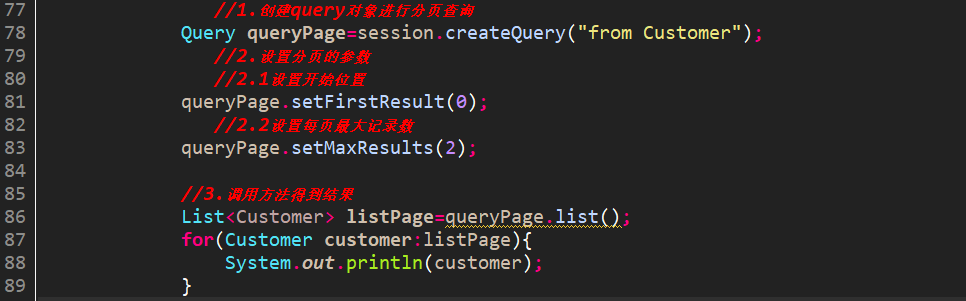 77 //1.创建query对象进行分页查询
78 Query queryPage=session.createQuery("from Customer");
79 //2.设置分页的参数
80 //2.1设置开始位置
81 queryPage.setFirstResult(0);
82 //2.2设置每页最大记录数
83 queryPage.setMaxResults(2);
84
85 //3.调用方法得到结果
86 List<Customer> listPage=queryPage.list();
87 for(Customer customer:listPage){
88 System.out.println(customer);
89 }